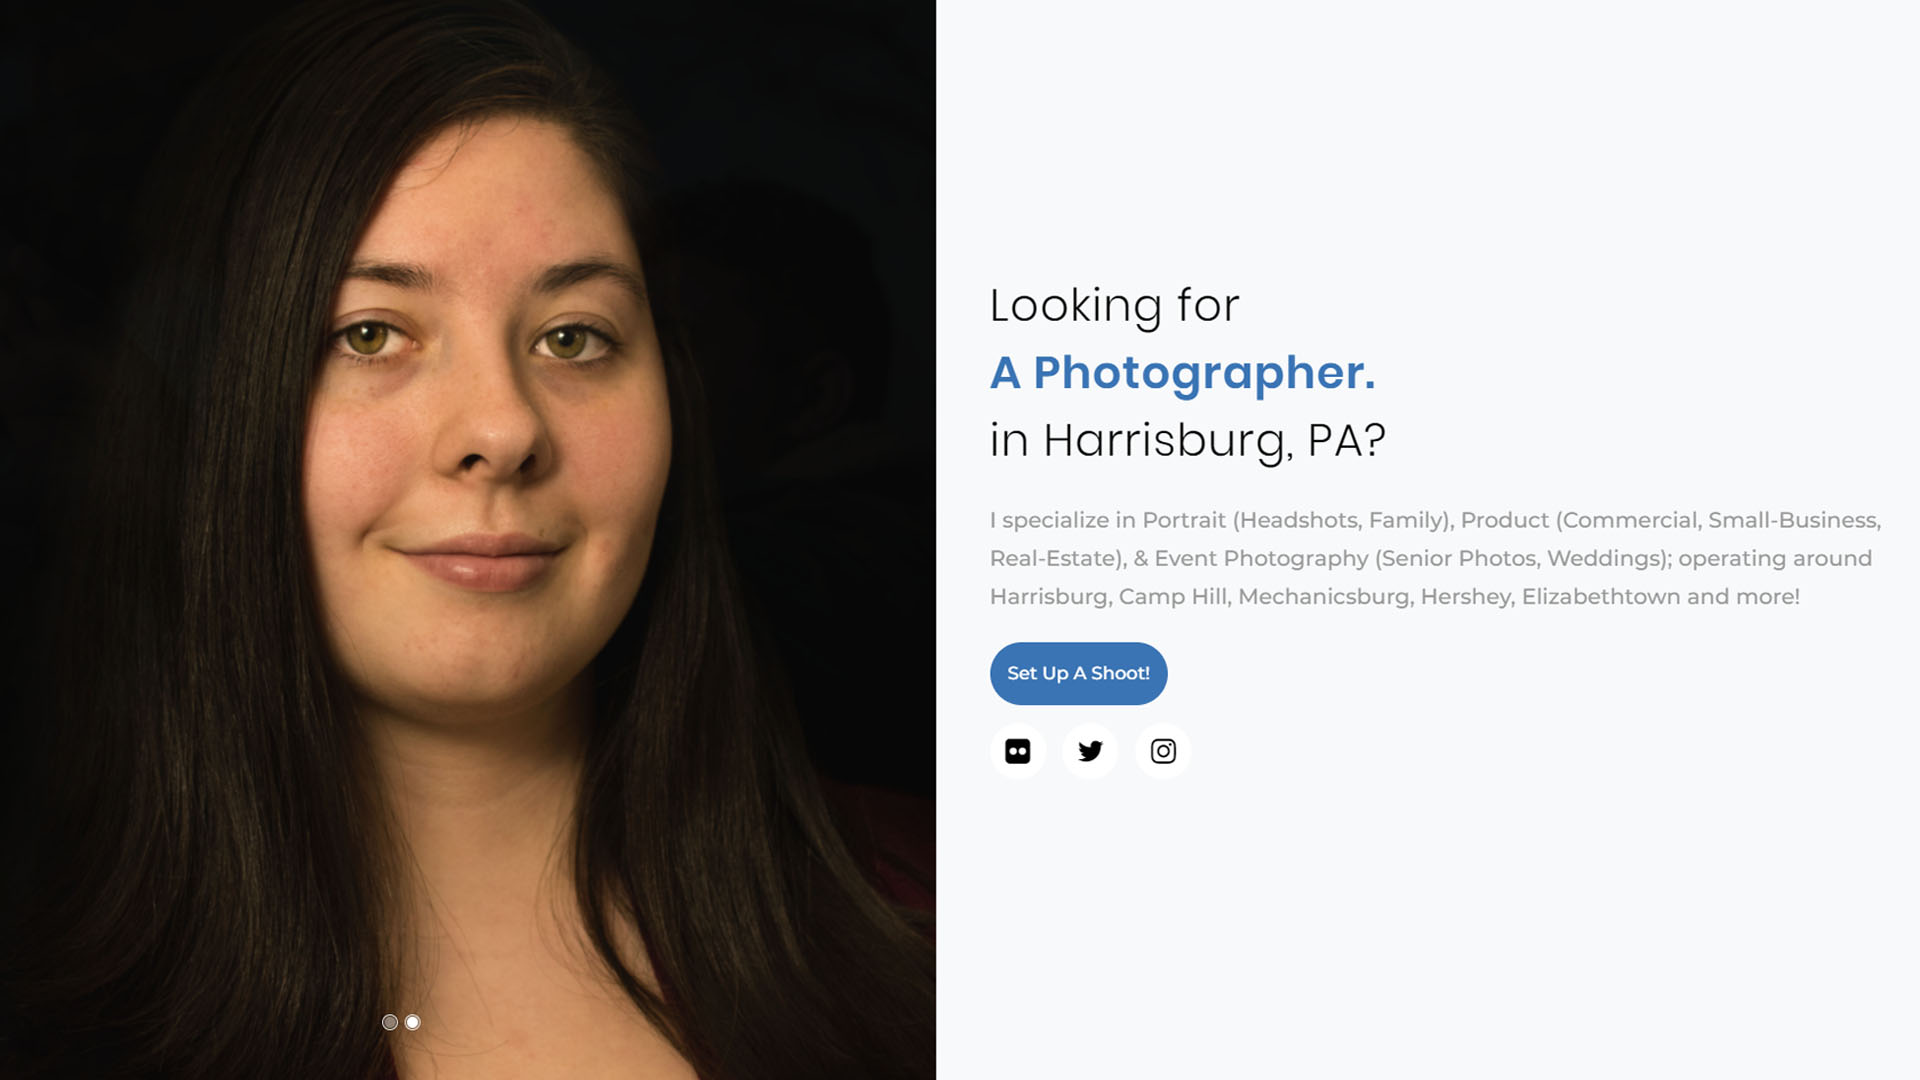 Looking for
A Photographer.
in Harrisburg, PA?
I specialize in Portrait (Headshots, Family), Product (Commercial, Small-Business,
Real-Estate), & Event Photography (Senior Photos, Weddings); operating around
Harrisburg, Camp Hill, Mechanicsburg, Hershey, Elizabethtown and more!
Set Up A Shoot!